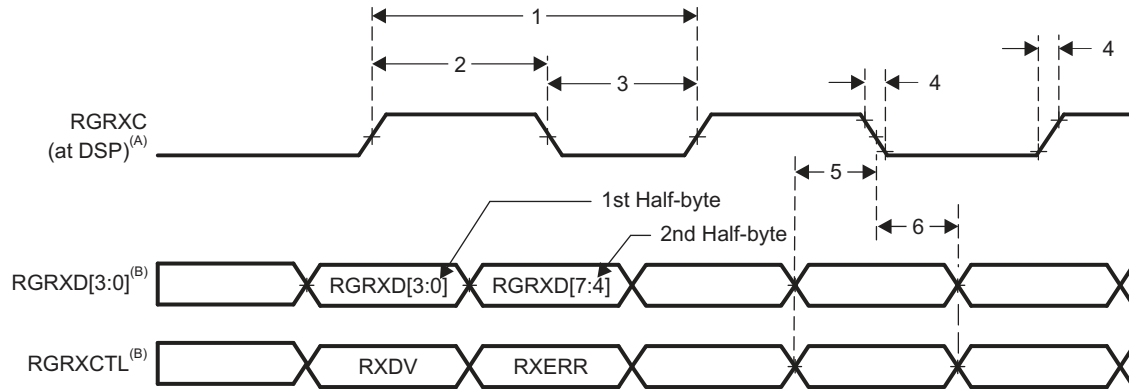 1
2
3
4
4
RGRXC
(at DSP)(A)
5
1st Half-byte
6
2nd Half-byte
RGRXD[3:0](B)
RGRXD[3:0]
RGRXD[7:4]
RGRXCTL(B)
RXDV
RXERR